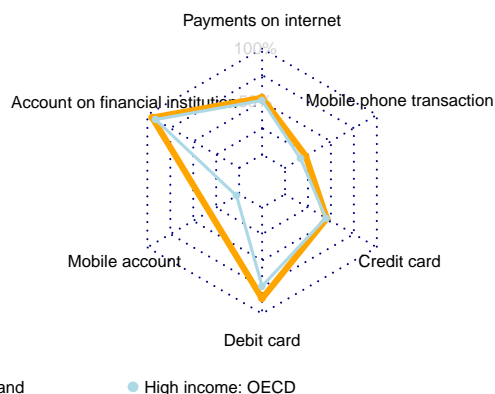 Payments on internet
100%
Account on financial institution
Mobile phone transaction
Mobile account
Credit card
Debit card
and
High income: OECD